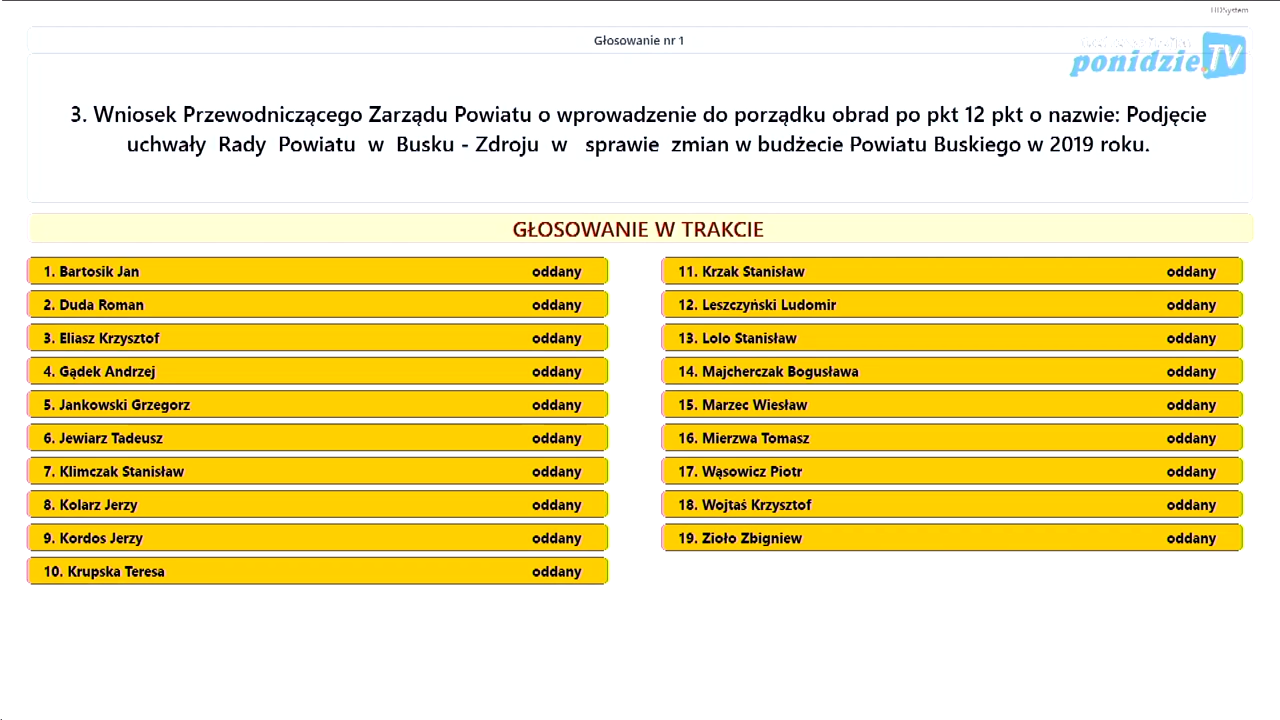 HDSystem
Głosowanie nr 1
ponidzie.TV
3. Wniosek Przewodniczącego Zarządu Powiatu o wprowadzenie do porządku obrad po pkt 12 pkt o nazwie: Podjęcie
uchwały Rady Powiatu w Busku - Zdroju w sprawie zmian w budżecie Powiatu Buskiego w 2019 roku.
GŁOSOWANIE W TRAKCIE
1. Bartosik Jan oddany
2. Duda Roman oddany
3. Eliasz Krzysztof oddany
4. Gądek Andrzej oddany
5. Jankowski Grzegorz oddany
6. Jewiarz Tadeusz oddany
7. Klimczak Stanisław oddany
8. Kolarz Jerzy oddany
9. Kordos Jerzy oddany
10. Krupska Teresa oddany
11. Krzak Stanisław oddany
12. Leszczyński Ludomir oddany
13. Lolo Stanisław oddany
14. Majcherczak Bogusława oddany
15. Marzec Wiesław oddany
16. Mierzwa Tomasz oddany
17. Wąsowicz Piotr oddany
18. Wojtaś Krzysztof oddany
19. Zioło Zbigniew oddany